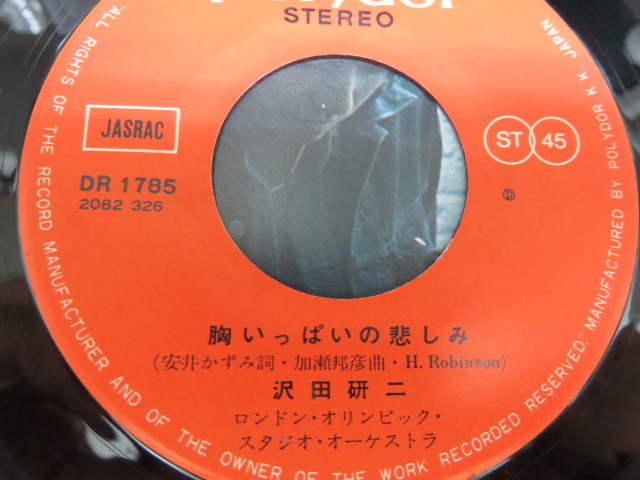 STEREO
JASRAC
DR 1785
2082 326
ST 45
①
胸いっぱいの悲しみ
(安井かずみ詞・加瀬邦彦曲・H. Robinson)
沢田研二
ロンドン・オリンピック・
スタジオ・オーケストラ
"ALL RIGHTS OF THE RECORD MANUFACTURER AND OF THE OWNER OF THE WORK RECORDED RESERVED. MANUFACTURED BY POLYDOR K.K. JAPAN